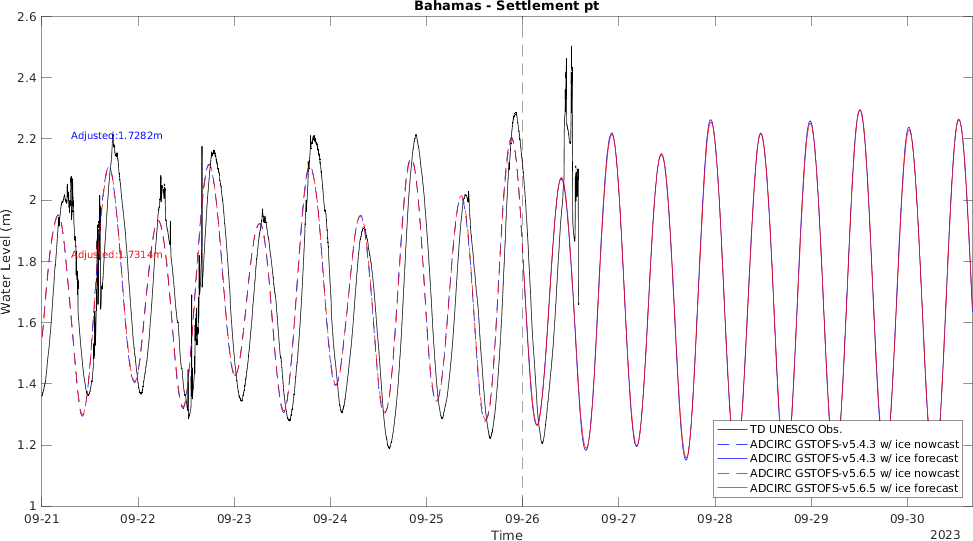 Bahamas - Settlement pt
2.6
2.4
2.2
2
1.8
1.6
1.4
1.2
1
Water Level (m)
Adjusted:1.7282m
Adjusted:1.7314m
TD UNESCO Obs.
ADCIRC GSTOFS-v5.4.3 w/ ice nowcast
ADCIRC GSTOFS-v5.4.3 w/ ice forecast
ADCIRC GSTOFS-v5.6.5 w/ ice nowcast
ADCIRC GSTOFS-v5.6.5 w/ ice forecast
09-21 09-22 09-23 09-24 09-25 09-26 09-27 09-28 09-29 09-30
Time
2023